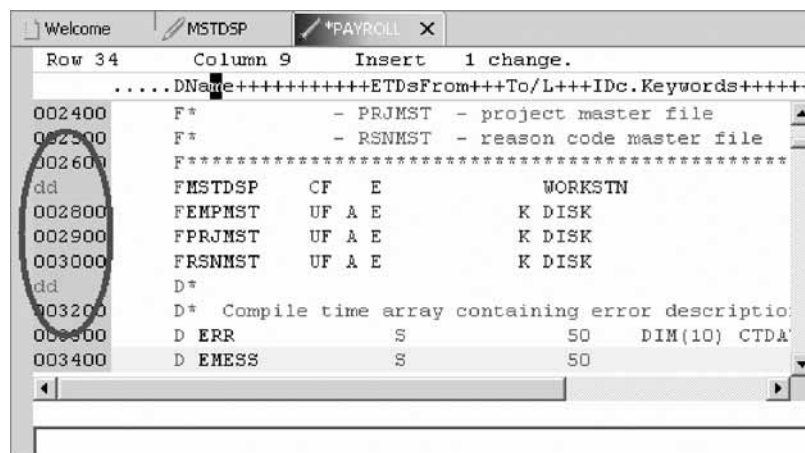 Welcome MSTDSP *PAYROLL
Row 34 Column 9 Insert 1 change.
.....DName+++++++++++ETDsFrom+++To/L+++IDc.Keywords+++++
002400 F* - PRJMST - project master file
002500 F* - RSNMST - reason code master file
002600 F**************************************************
dd FMSTDSP CF E WORKSTN
002800 FEMPMST UF A E K DISK
002900 FPRJMST UF A E K DISK
003000 FRSNMST UF A E K DISK
dd D*
003200 D* Compile time array containing error descriptio
003300 D ERR S 50 DIM(10) CTDA
003400 D EMESS S 50